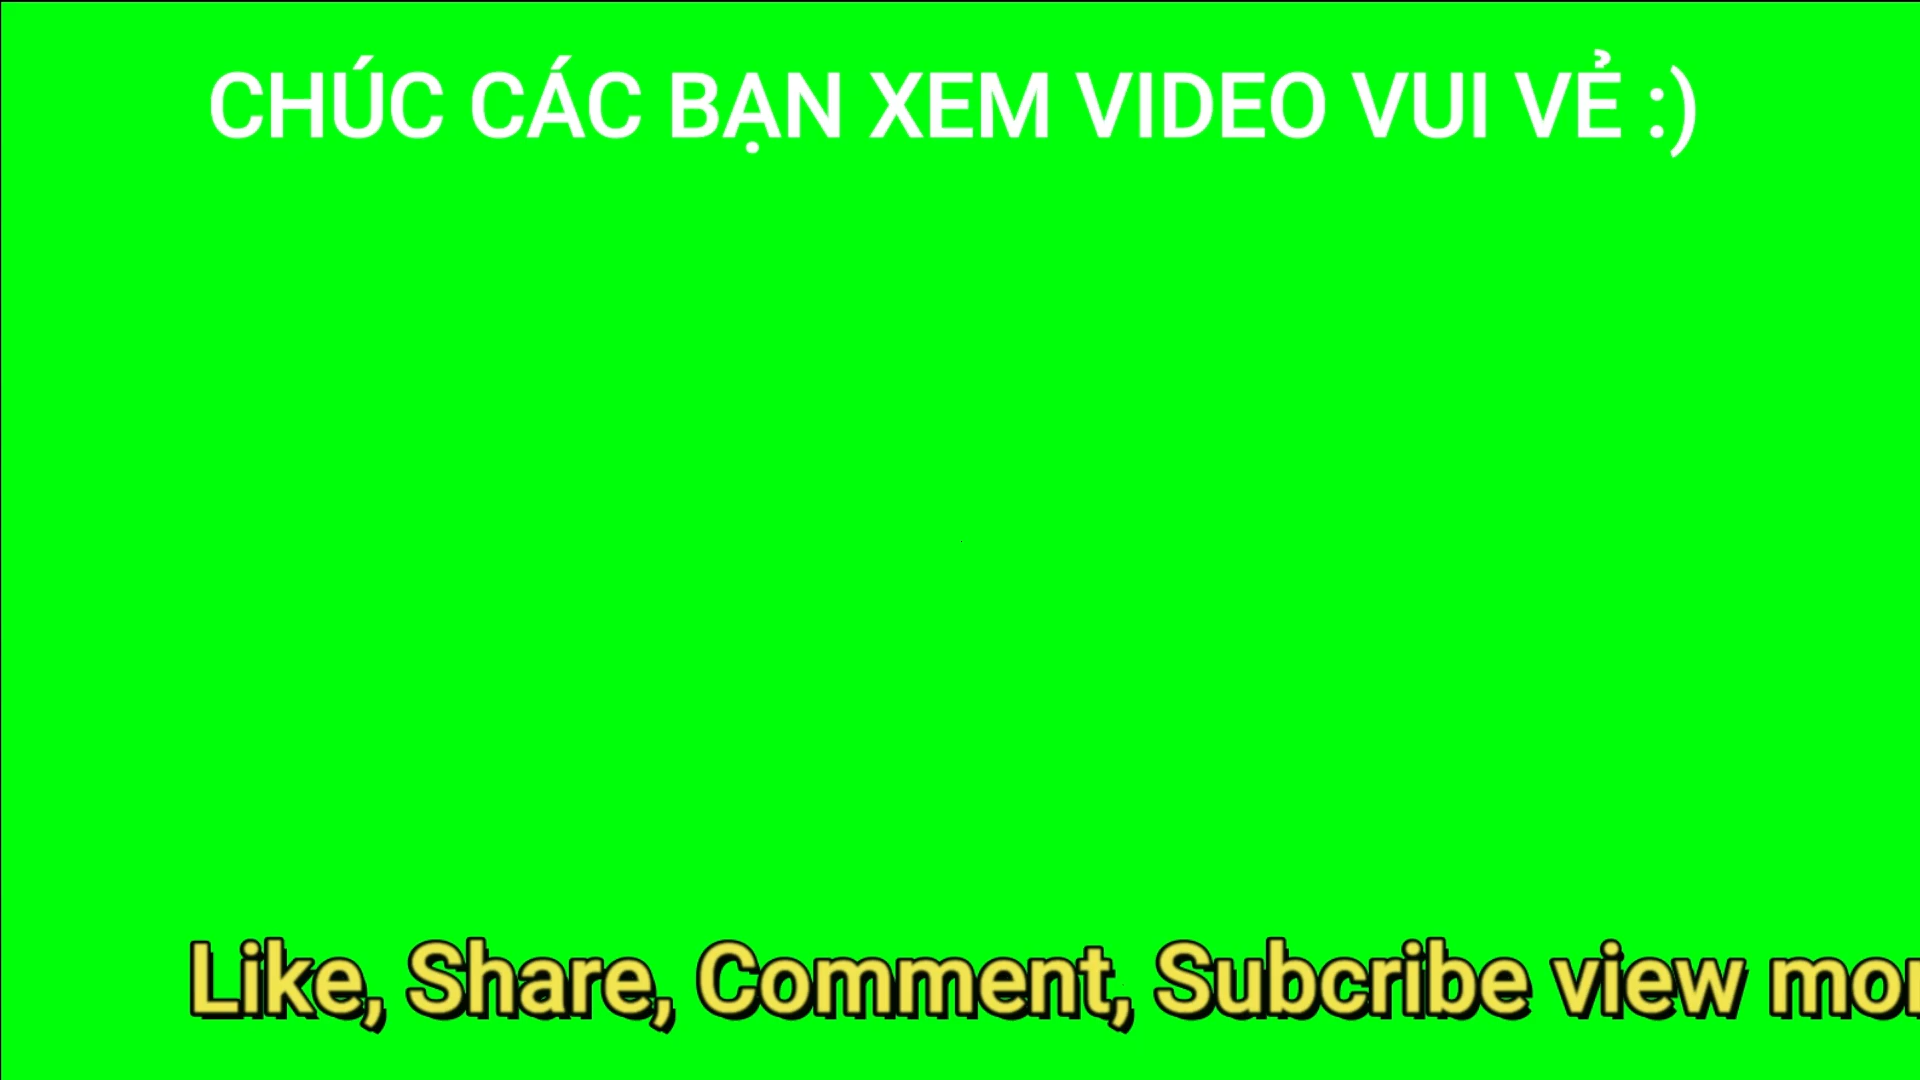 CHÚC CÁC BẠN XEM VIDEO VUI VẺ :)
Like, Share, Comment, Subcribe view